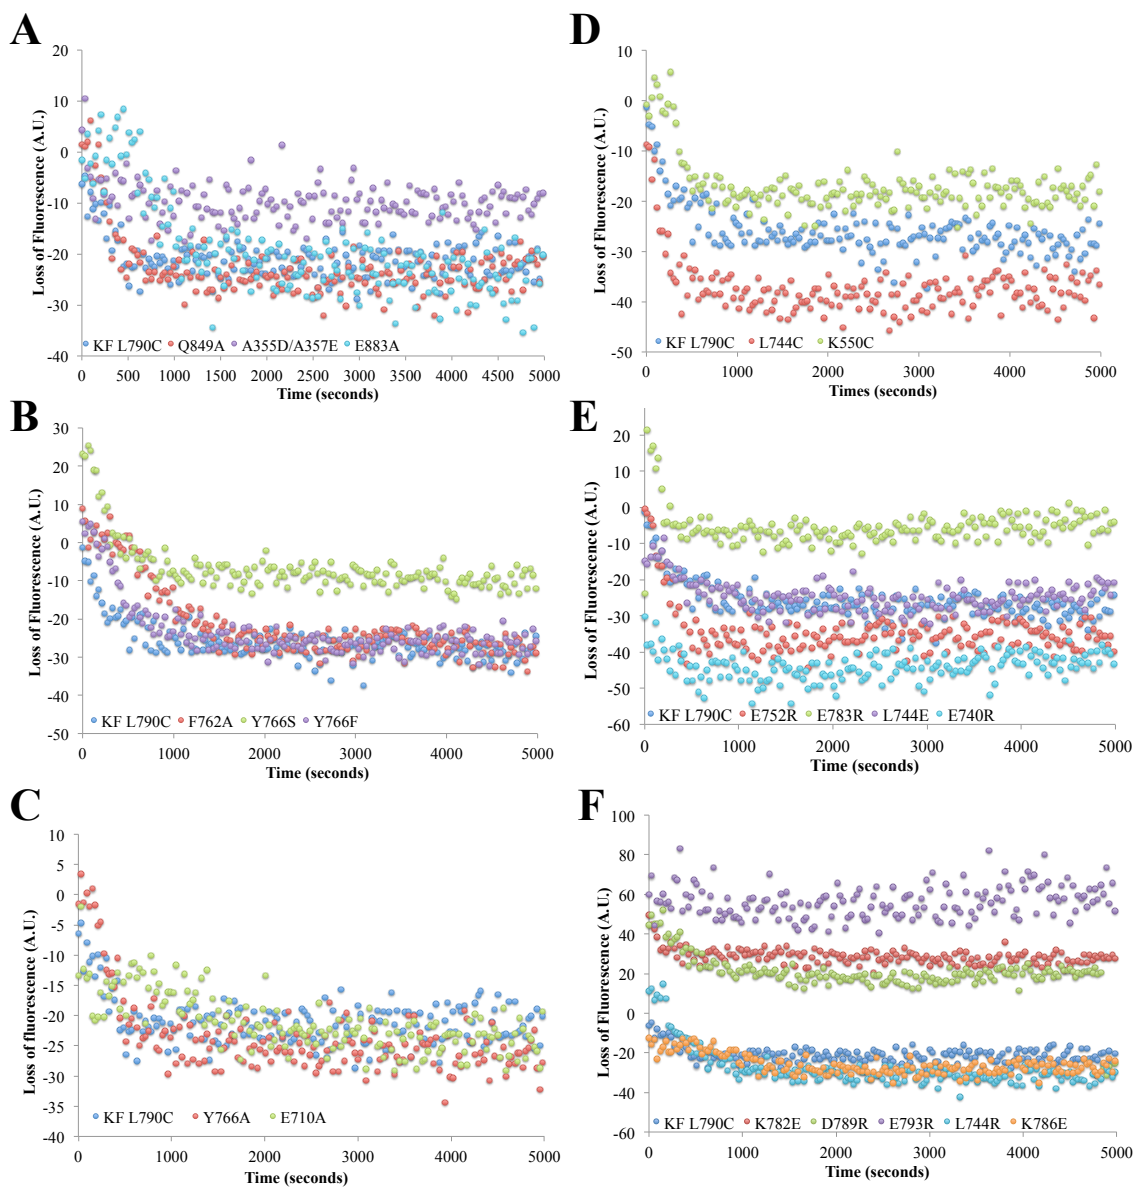 A
Loss of Fluorescence (A.U.)
20
10
0
-10
-20
-30
-40
KF L790C Q849A A355D/A357E E883A
0 500 1000 1500 2000 2500 3000 3500 4000 4500 5000
Time (seconds)
B
Loss of Fluorescence (A.U.)
30
20
10
0
-10
-20
-30
-40
-50
KF L790C F762A Y766S Y766F
0 1000 2000 3000 4000 5000
Time (seconds)
C
Loss of fluorescence (A.U.)
10
5
0
-5
-10
-15
-20
-25
-30
-35
-40
KF L790C Y766A E710A
0 1000 2000 3000 4000 5000
Time (seconds)
D
Loss of Fluorescence (A.U.)
10
0
-10
-20
-30
-40
-50
KF L790C L744C K550C
0 1000 2000 3000 4000 5000
Times (seconds)
E
Loss of Fluorescence (A.U.)
20
10
0
-10
-20
-30
-40
-50
-60
KF L790C E752R E783R L744E E740R
0 1000 2000 3000 4000 5000
Time (seconds)
F
Loss of Fluorescence (A.U.)
100
80
60
40
20
0
-20
-40
-60
KF L790C K782E D789R E793R L744R K786E
0 1000 2000 3000 4000 5000
Time (seconds)